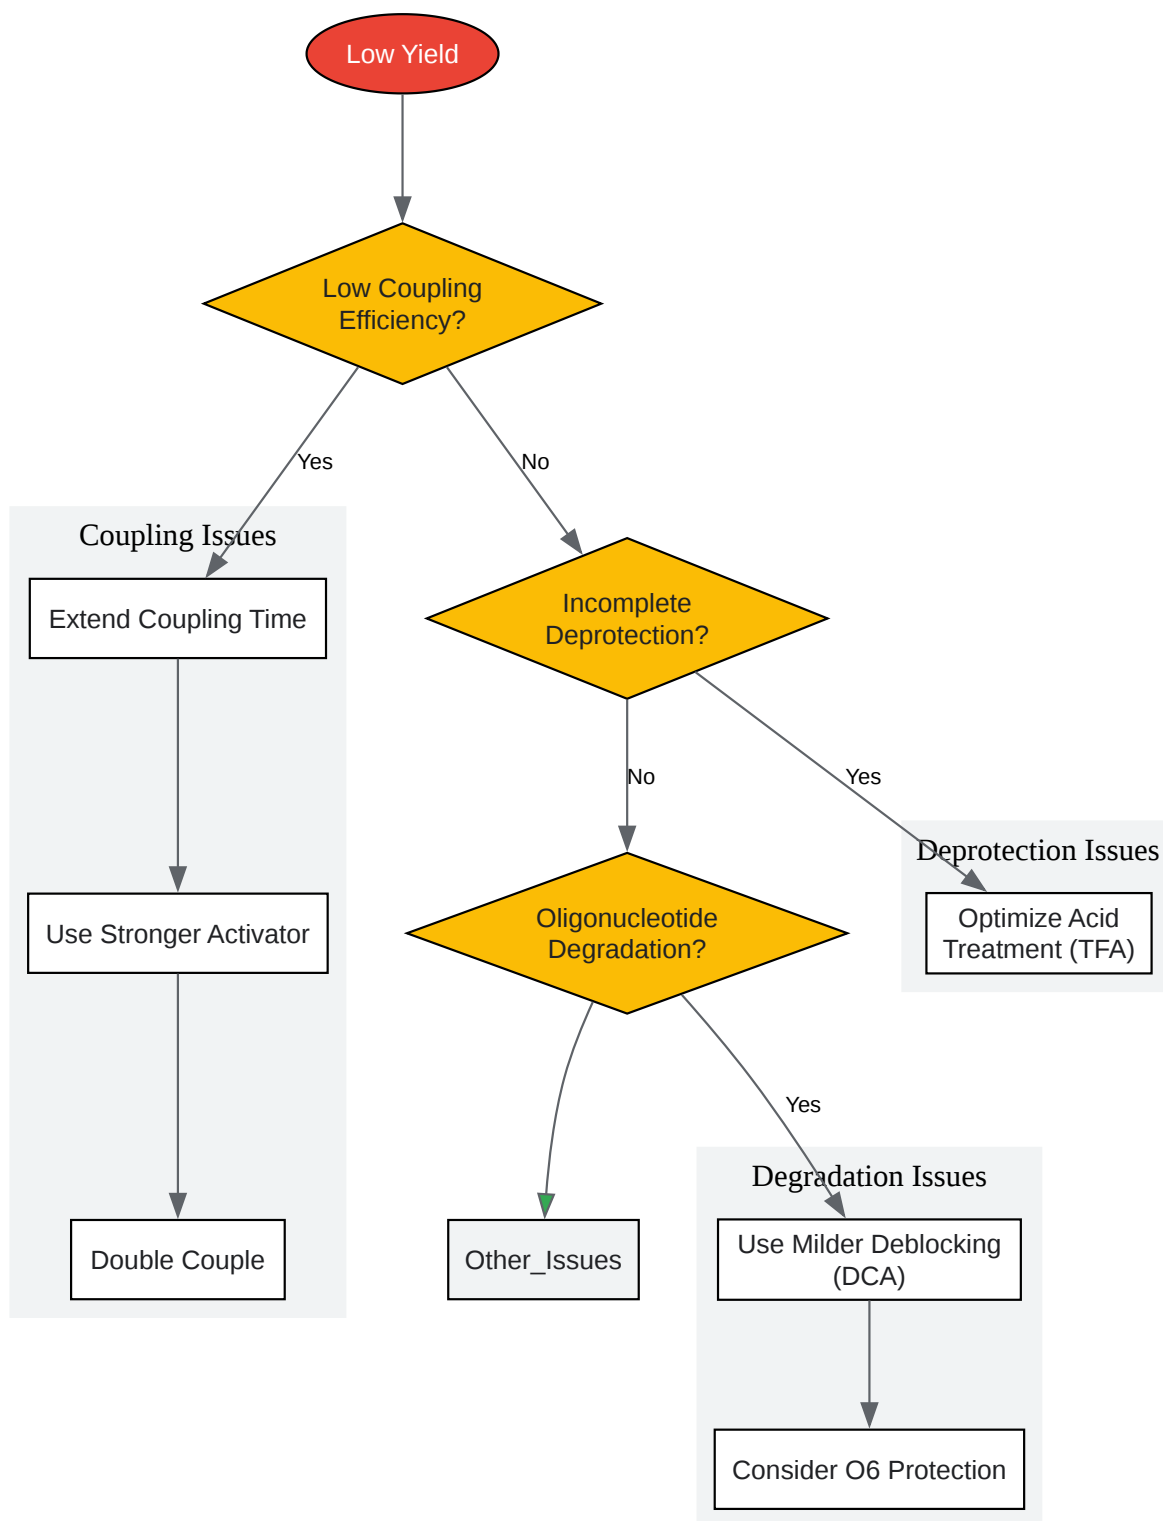 Low Yield
Low Coupling
Efficiency?
Yes
No
Coupling Issues
Extend Coupling Time
Incomplete
Deprotection?
No
Yes
Deprotection Issues
Use Stronger Activator
Oligonucleotide
Degradation?
Optimize Acid
Treatment (TFA)
Yes
Degradation Issues
Double Couple
Other_Issues
Use Milder Deblocking
(DCA)
Consider O6 Protection